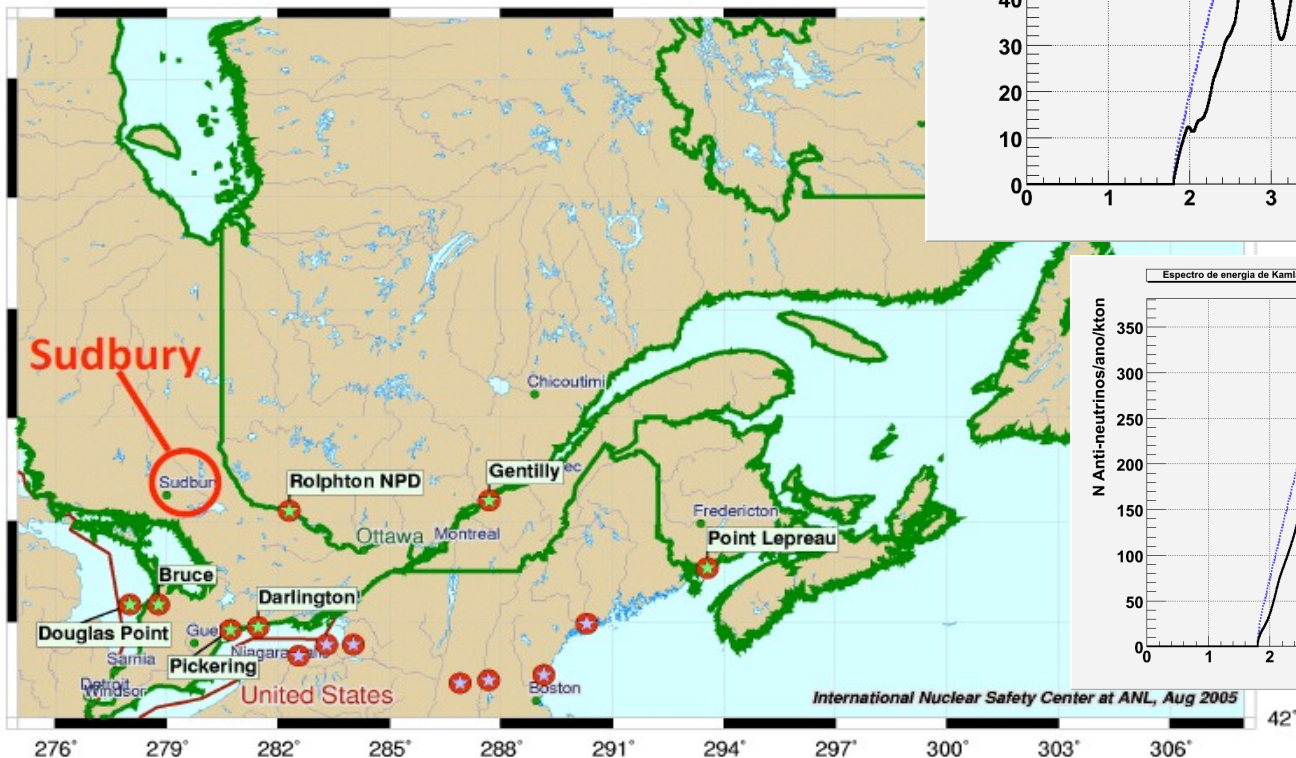 40
30
20
10
0
0 1 2 3
Espectro de energia de Kaml
N Anti-neutrinos/ano/kton
350
300
250
200
150
100
50
0
0 1 2
Sudbury
Chicoutimi
Sudbur
Rolphton NPD
Gentilly
ec
Ottawa
Montreal
Fredericton
Point Lepreau
Bruce
Darlington
Douglas Point
Gue
Sarnia
Pickering
Niagara
Detroit
Windsor
United States
Boston
International Nuclear Safety Center at ANL, Aug 2005
42°
276° 279° 282° 285° 288° 291° 294° 297° 300° 303° 306°